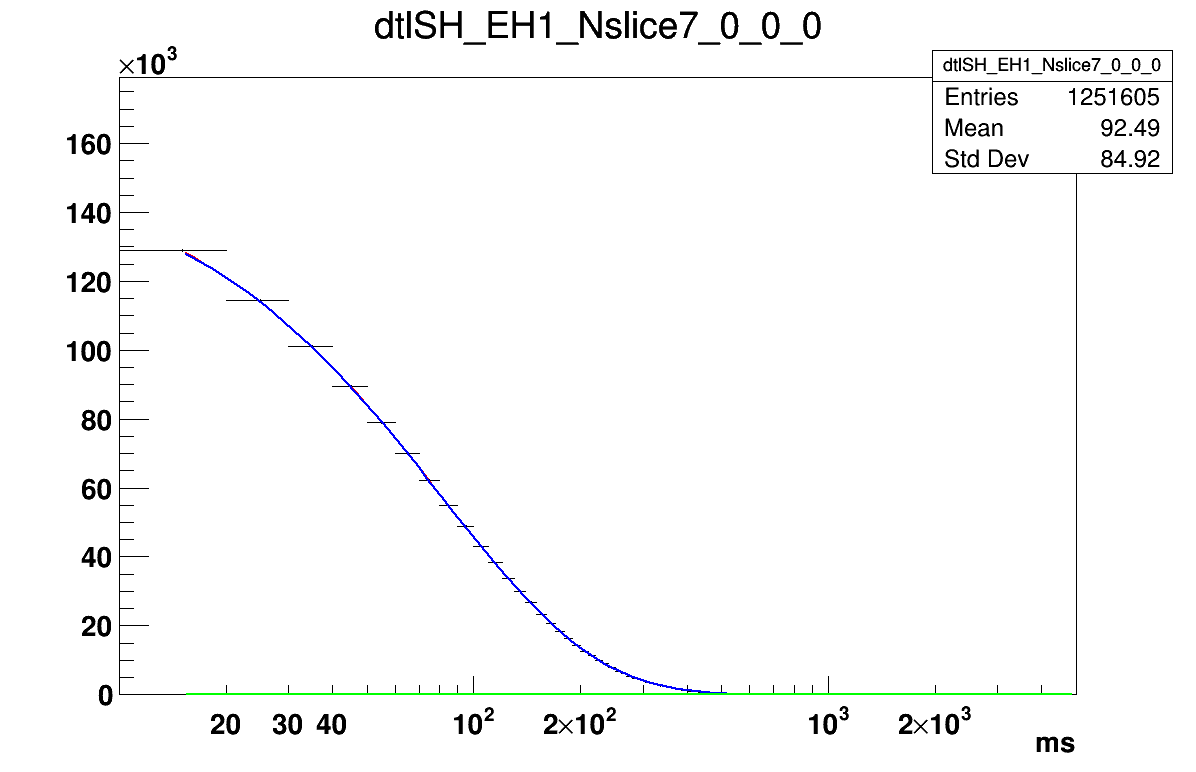 dtlSH_EH1_Nslice7_0_0_0
×10³
dtlSH_EH1_Nslice7_0_0_0
Entries 1251605
Mean 92.49
Std Dev 84.92
160
140
120
100
80
60
40
20
0
20 30 40 10² 2×10² 10³ 2×10³
ms